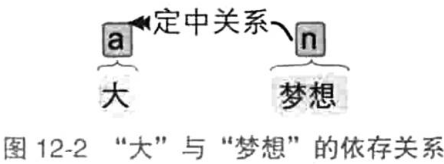 a 定中关系 n
大 梦想
图 12-2 “大”与“梦想”的依存关系